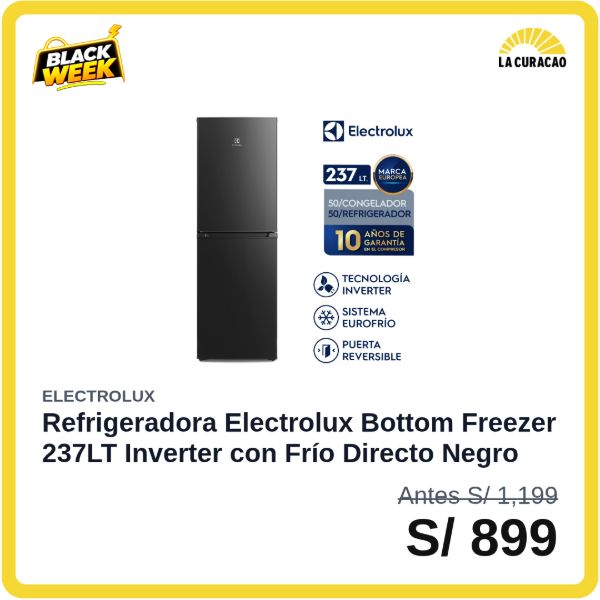 BLACK
WEEK
LA CURACAO
Electrolux
237 LT.
MARCA
EUROPEA
50/CONGELADOR
50/REFRIGERADOR
10 AÑOS DE
GARANTÍA
EN EL COMPRESOR
TECNOLOGÍA
INVERTER
SISTEMA
EUROFRÍO
PUERTA
REVERSIBLE
ELECTROLUX
Refrigeradora Electrolux Bottom Freezer
237LT Inverter con Frío Directo Negro
Antes S/ 1,199
S/ 899